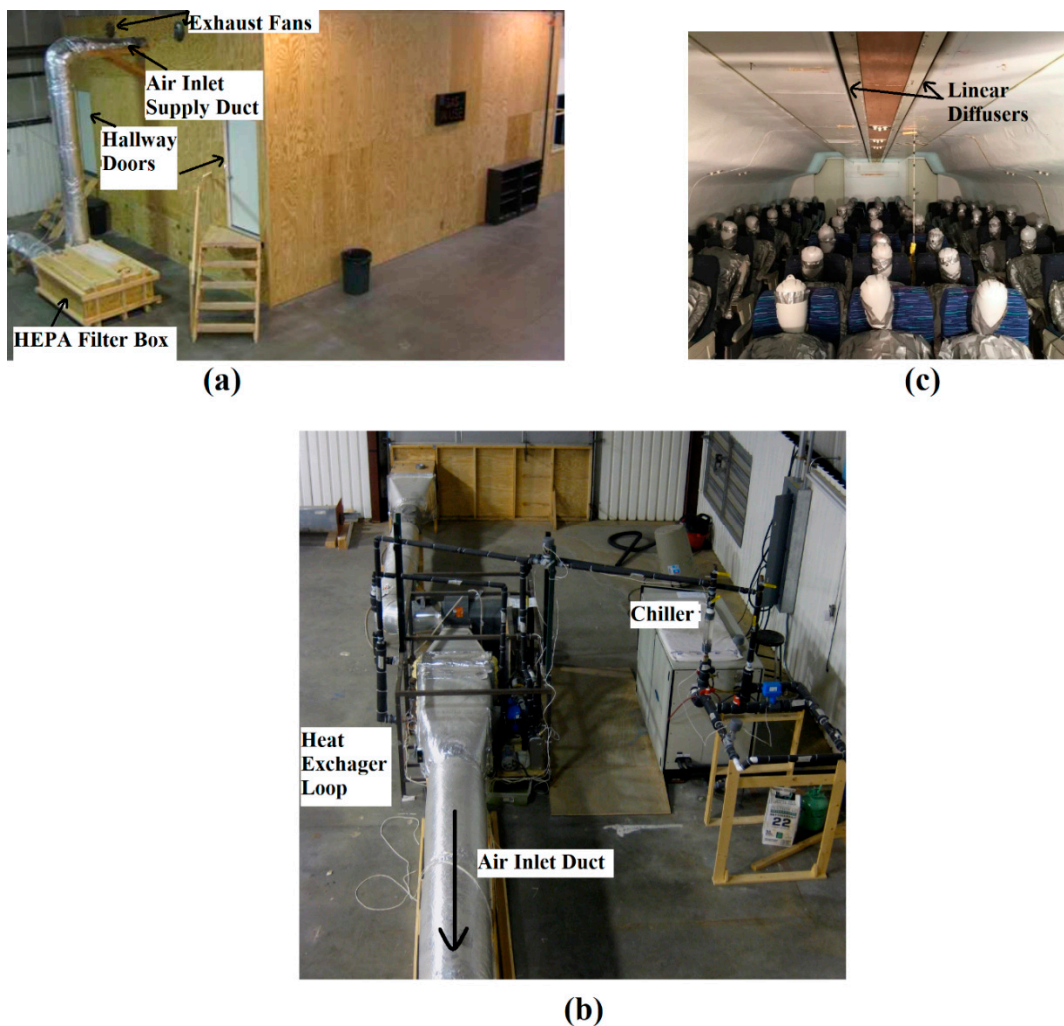 Exhaust Fans
Air Inlet
Supply Duct
Hallway
Doors
HEPA Filter Box
(a)
Linear
Diffusers
(c)
Chiller
Heat
Exchager
Loop
Air Inlet Duct
22
(b)